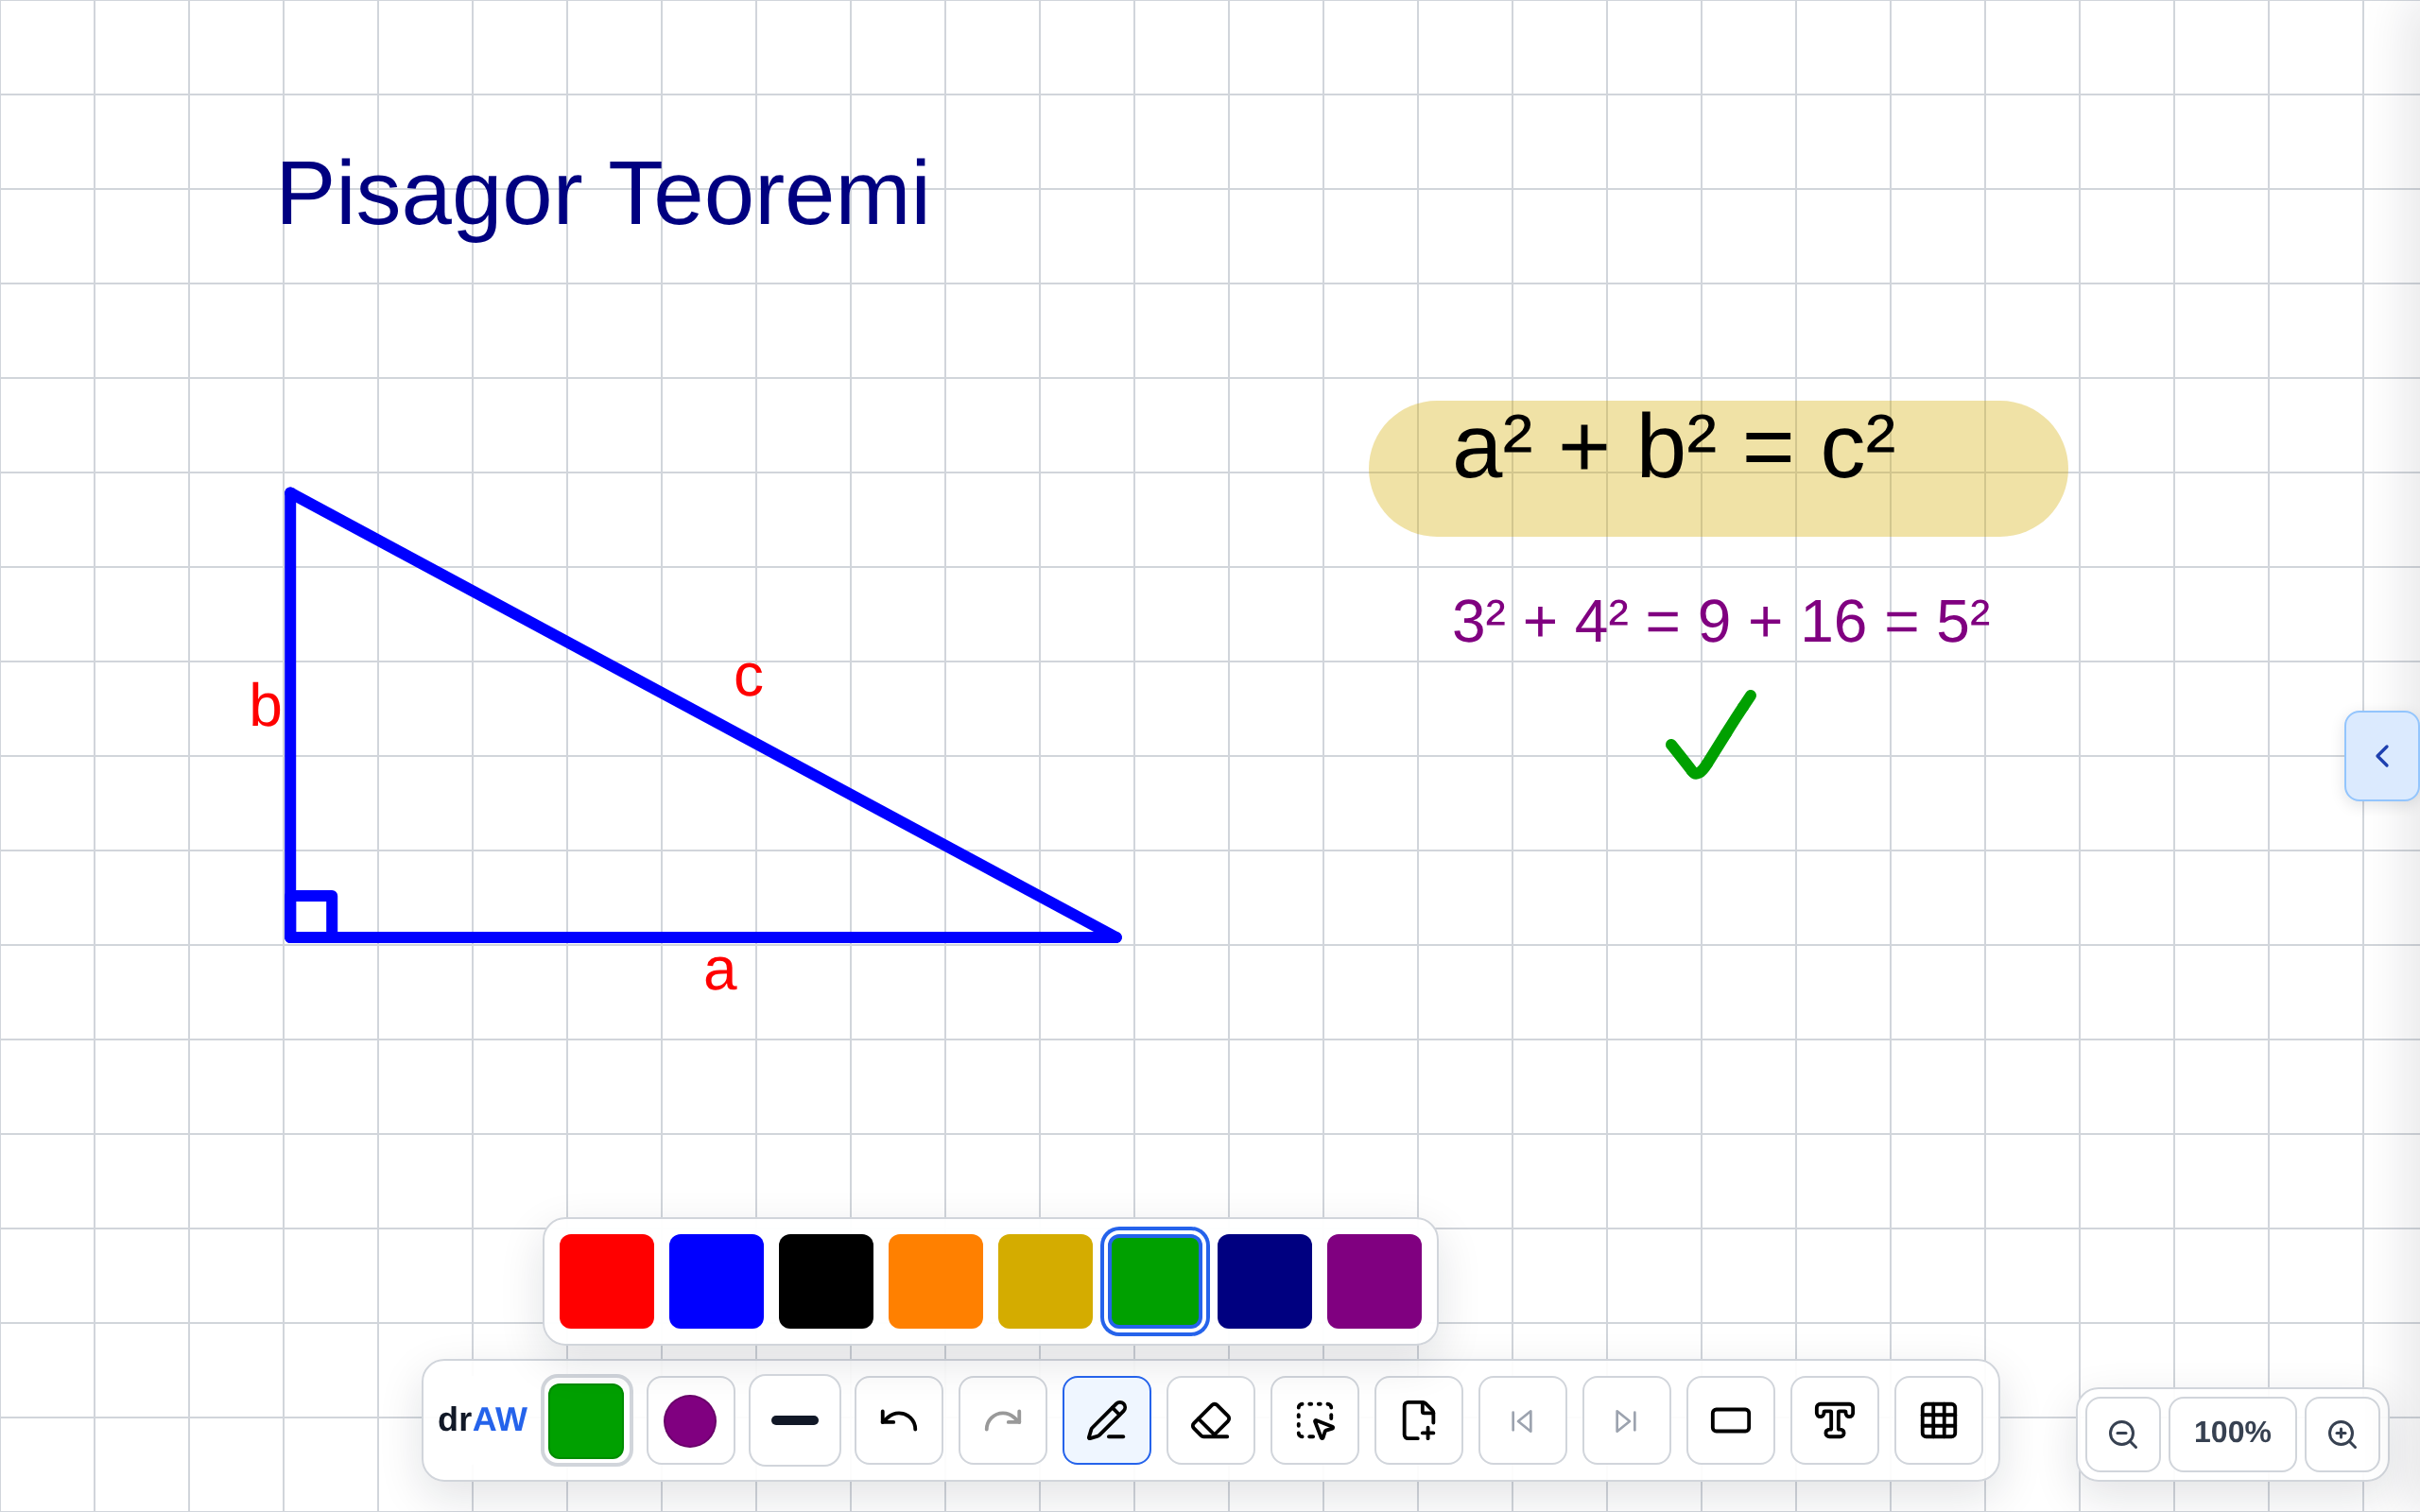 Pisagor Teoremi
a² + b² = c²
3² + 4² = 9 + 16 = 5²
c
b
a
drAW
100%